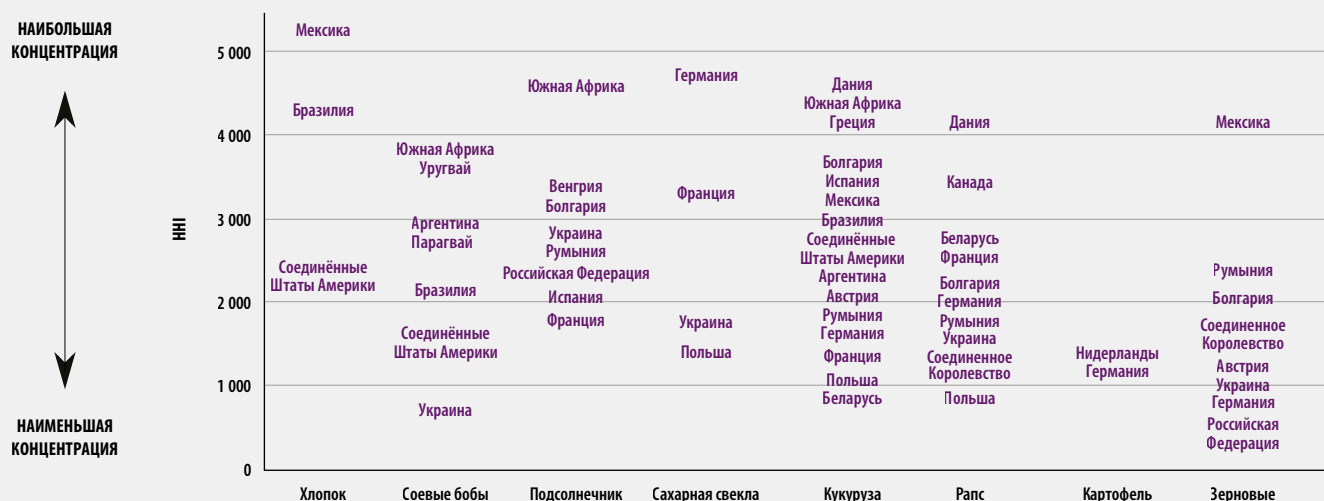 НАИБОЛЬШАЯ
КОНЦЕНТРАЦИЯ
НАИМЕНЬШАЯ
КОНЦЕНТРАЦИЯ
HHI
5 000
4 000
3 000
2 000
1 000
0
Мексика
Бразилия
Соединённые
Штаты Америки
Хлопок
Южная Африка
Уругвай
Аргентина
Парагвай
Бразилия
Соединённые
Штаты Америки
Украина
Соевые бобы
Южная Африка
Венгрия
Болгария
Украина
Румыния
Российская Федерация
Испания
Франция
Подсолнечник
Германия
Франция
Украина
Польша
Сахарная свекла
Дания
Южная Африка
Греция
Болгария
Испания
Мексика
Бразилия
Соединённые
Штаты Америки
Аргентина
Австрия
Румыния
Германия
Франция
Польша
Беларусь
Кукуруза
Дания
Канада
Беларусь
Франция
Болгария
Германия
Румыния
Украина
Соединенное
Королевство
Польша
Рапс
Нидерланды
Германия
Картофель
Мексика
Румыния
Болгария
Соединенное
Королевство
Австрия
Украина
Германия
Российская
Федерация
Зерновые